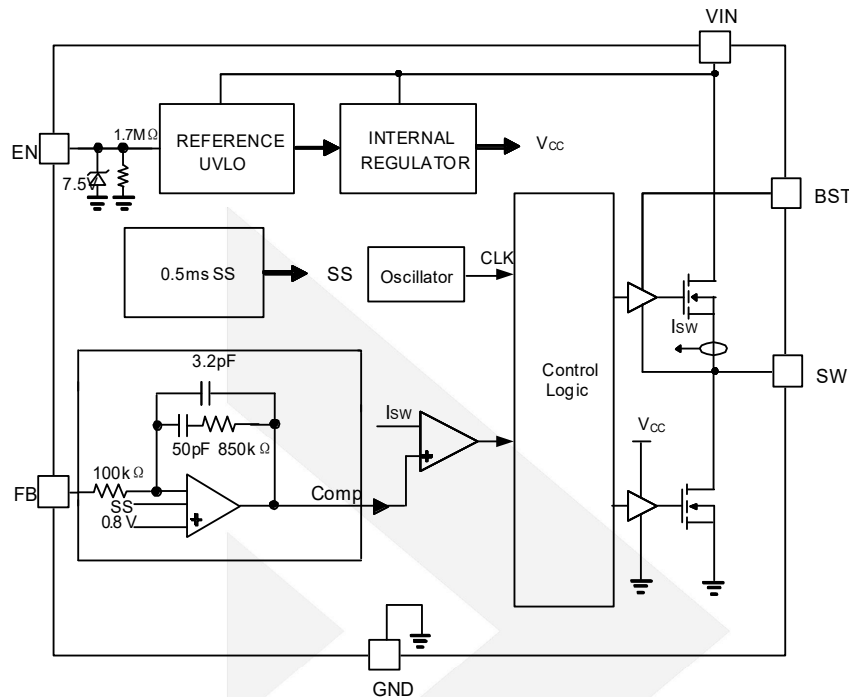 VIN
EN
1.7MΩ
7.5V
REFERENCE
UVLO
INTERNAL
REGULATOR
VCC
BST
0.5ms SS
SS
Oscillator
CLK
Isw
SW
Control
Logic
3.2pF
50pF 850kΩ
100kΩ
FB
SS
0.8 V
Comp
Isw
VCC
GND